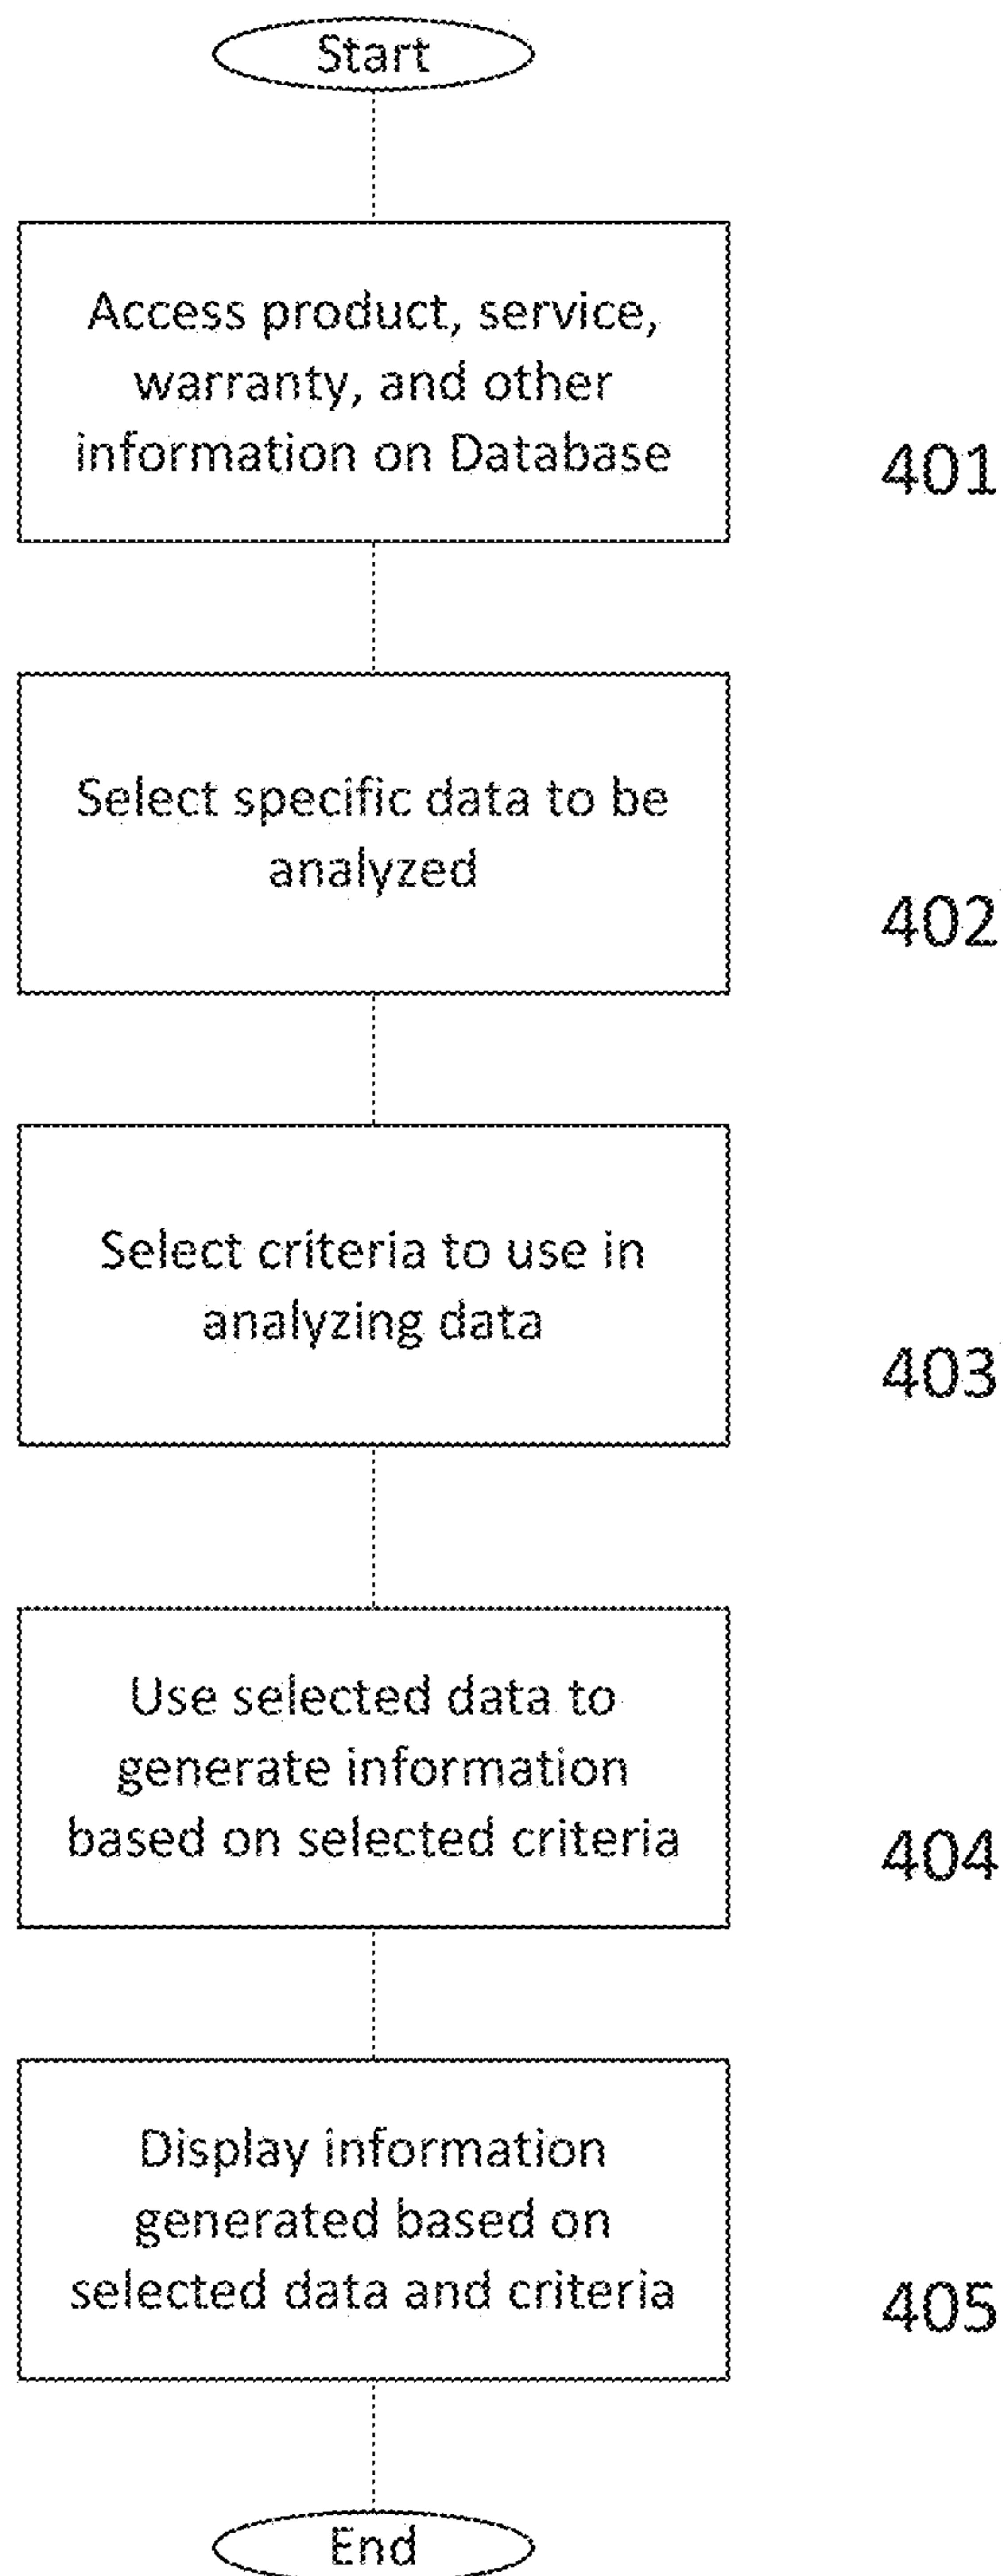 Start
Access product, service,
warranty, and other
information on Database
401
Select specific data to be
analyzed
402
Select criteria to use in
analyzing data
403
Use selected data to
generate information
based on selected criteria
404
Display information
generated based on
selected data and criteria
405
End